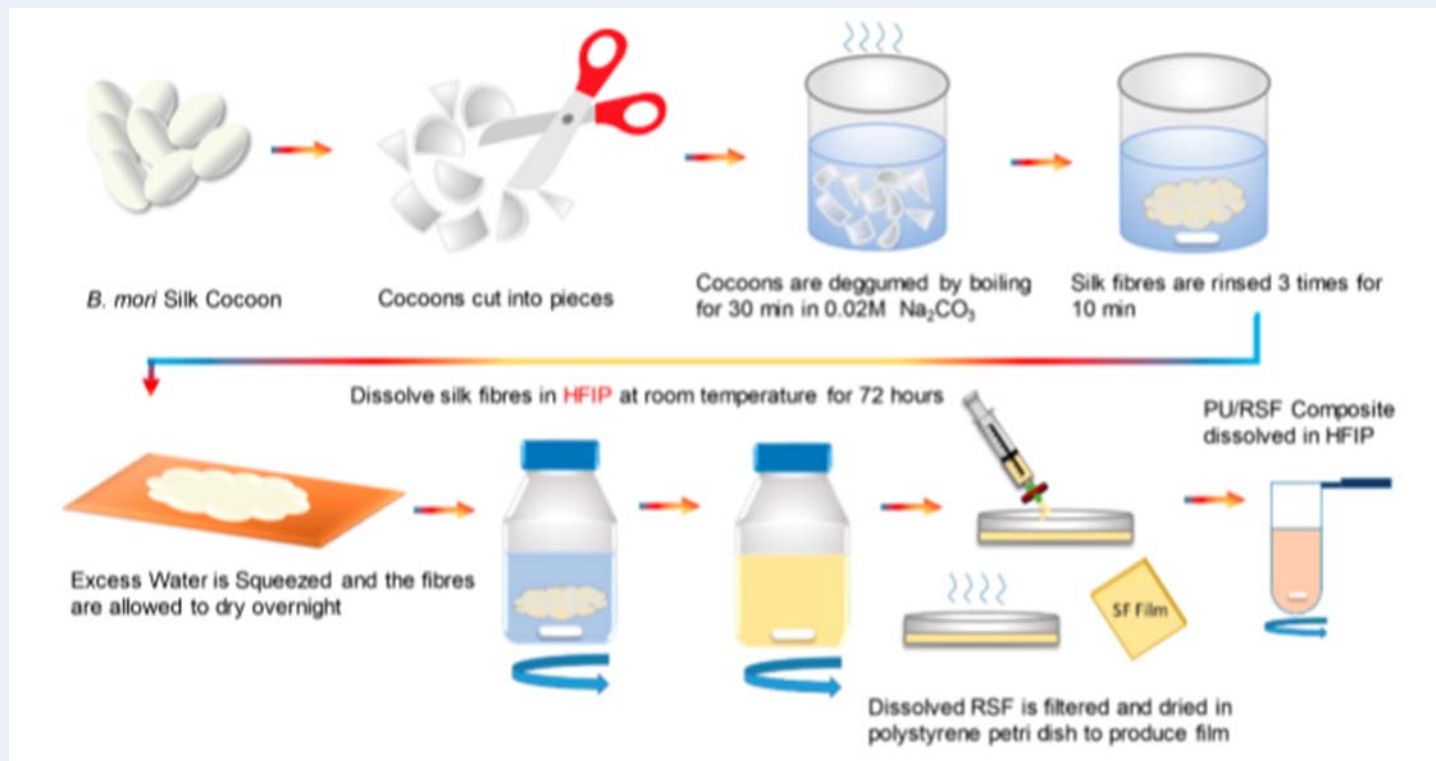 B. mori Silk Cocoon
Cocoons cut into pieces
Cocoons are degummed by boiling
for 30 min in 0.02M Na₂CO₃
Silk fibres are rinsed 3 times for
10 min
Dissolve silk fibres in HFIP at room temperature for 72 hours
PU/RSF Composite
dissolved in HFIP
Excess Water is Squeezed and the fibres
are allowed to dry overnight
SF Film
Dissolved RSF is filtered and dried in
polystyrene petri dish to produce film